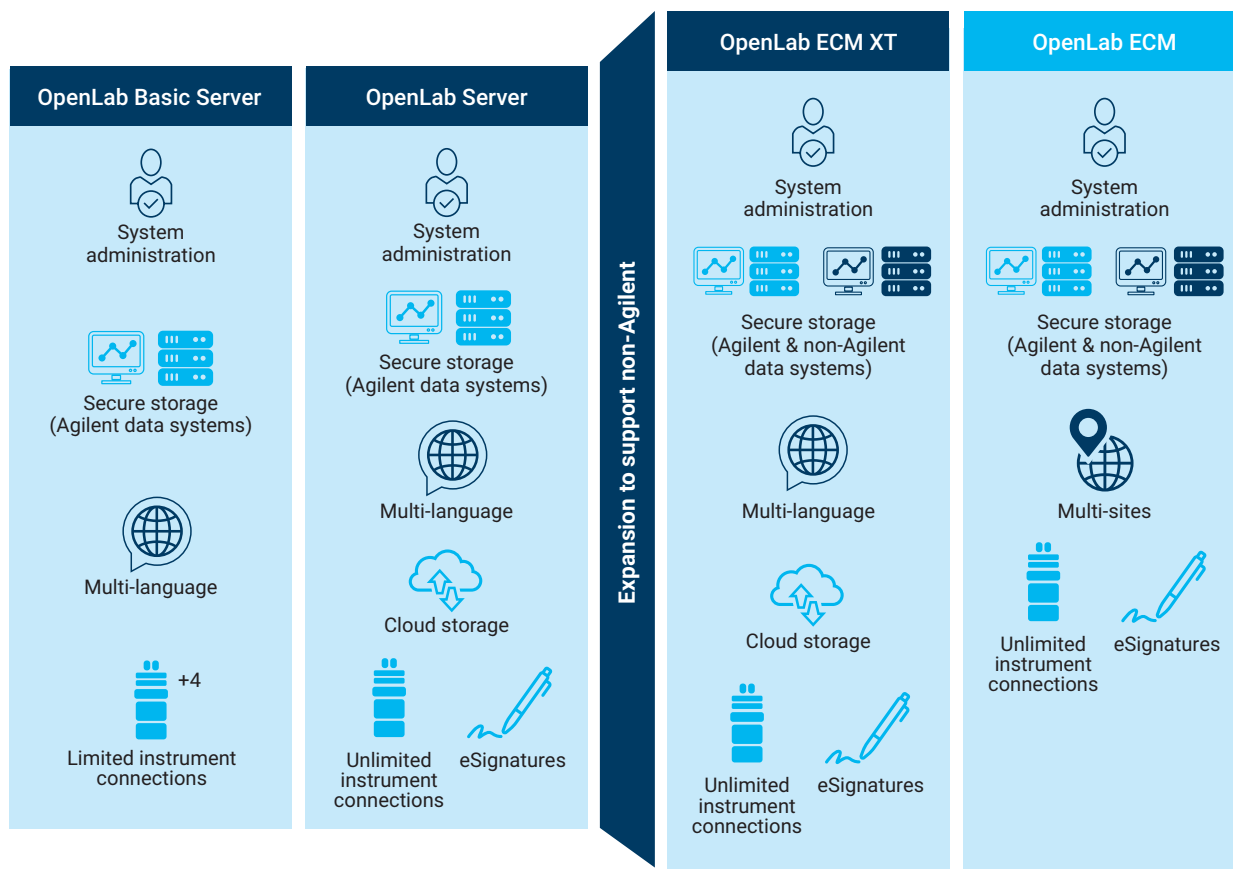 OpenLab Basic Server
System
administration
Secure storage
(Agilent data systems)
Multi-language
+4
Limited instrument
connections
OpenLab Server
System
administration
Secure storage
(Agilent data systems)
Multi-language
Cloud storage
Unlimited
instrument
connections
eSignatures
Expansion to support non-Agilent
OpenLab ECM XT
System
administration
Secure storage
(Agilent & non-Agilent
data systems)
Multi-language
Cloud storage
Unlimited
instrument
connections
eSignatures
OpenLab ECM
System
administration
Secure storage
(Agilent & non-Agilent
data systems)
Multi-sites
Unlimited
instrument
connections
eSignatures